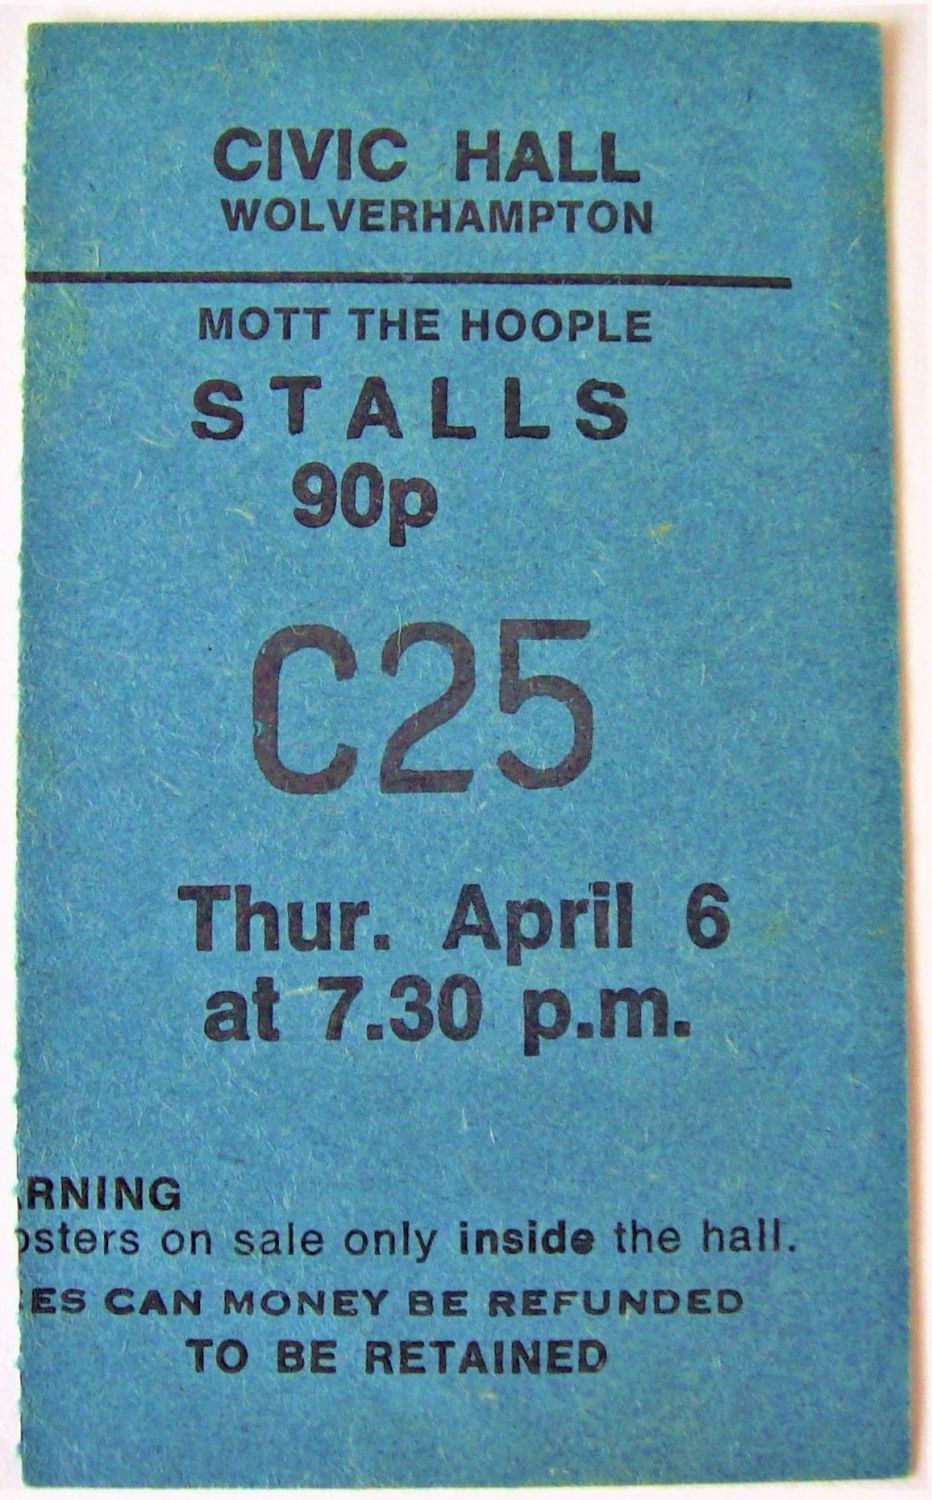 CIVIC HALL
WOLVERHAMPTON
MOTT THE HOOPLE
STALLS
90p
C25
Thur. April 6
at 7.30 p.m.
RNING
osters on sale only inside the hall.
ES CAN MONEY BE REFUNDED
TO BE RETAINED